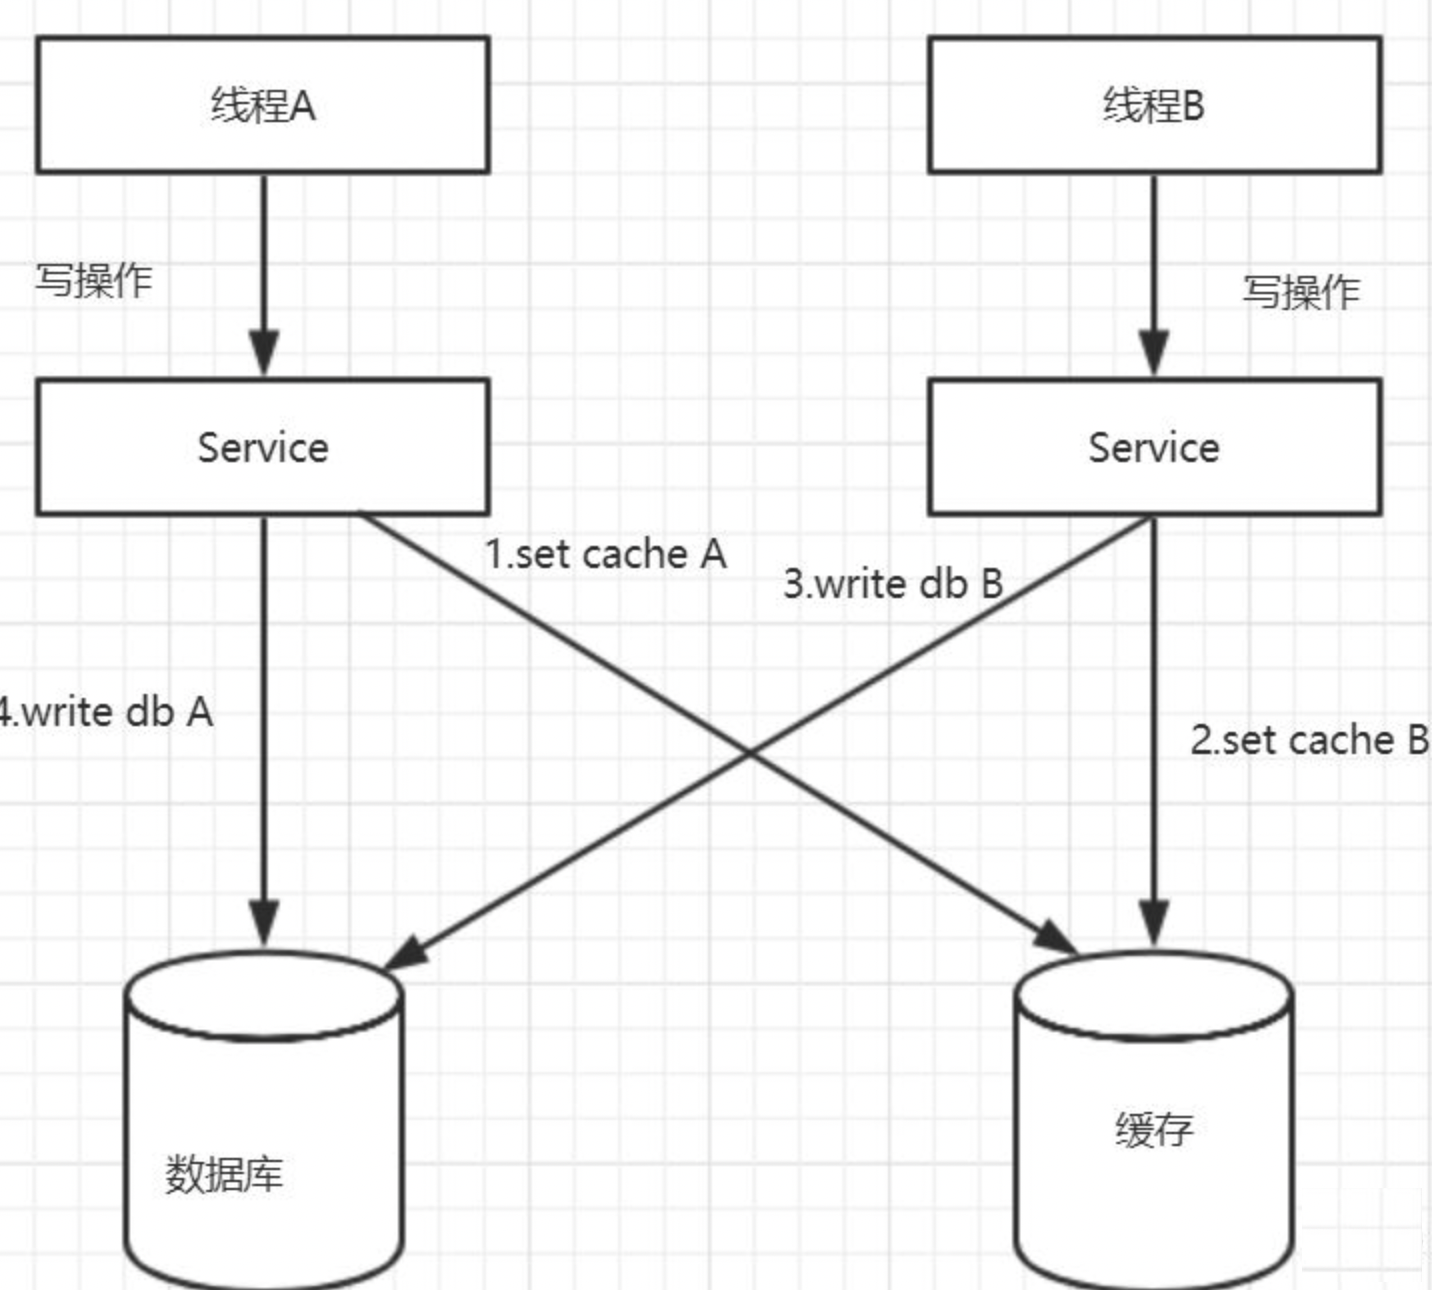 线程A
线程B
写操作
写操作
Service
Service
1.set cache A
3.write db B
4.write db A
2.set cache B
数据库
缓存